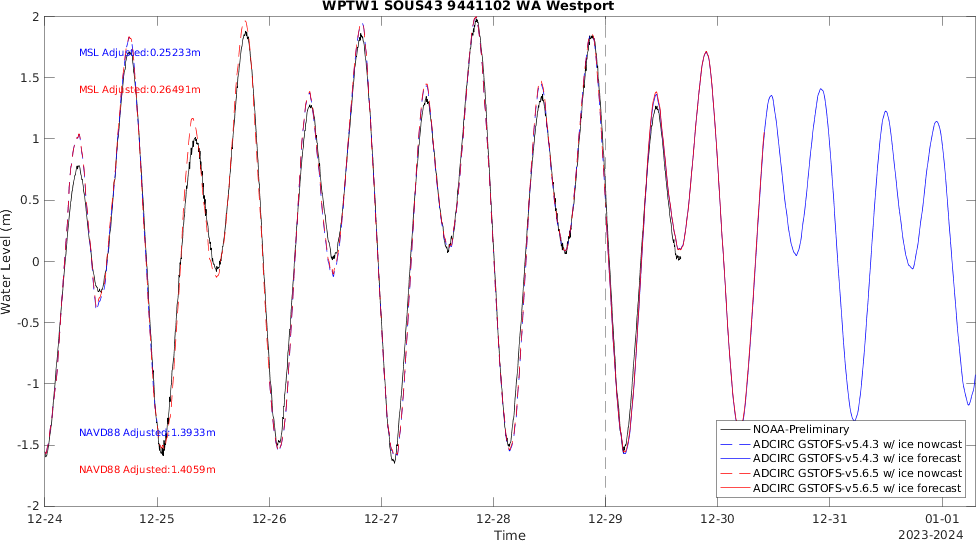 WPTW1 SOUS43 9441102 WA Westport
2
1.5
1
0.5
0
-0.5
-1
-1.5
-2
Water Level (m)
MSL Adjusted:0.25233m
MSL Adjusted:0.26491m
NAVD88 Adjusted:1.3933m
NAVD88 Adjusted:1.4059m
NOAA-Preliminary
ADCIRC GSTOFS-v5.4.3 w/ ice nowcast
ADCIRC GSTOFS-v5.4.3 w/ ice forecast
ADCIRC GSTOFS-v5.6.5 w/ ice nowcast
ADCIRC GSTOFS-v5.6.5 w/ ice forecast
12-24 12-25 12-26 12-27 12-28 12-29 12-30 12-31 01-01
Time
2023-2024